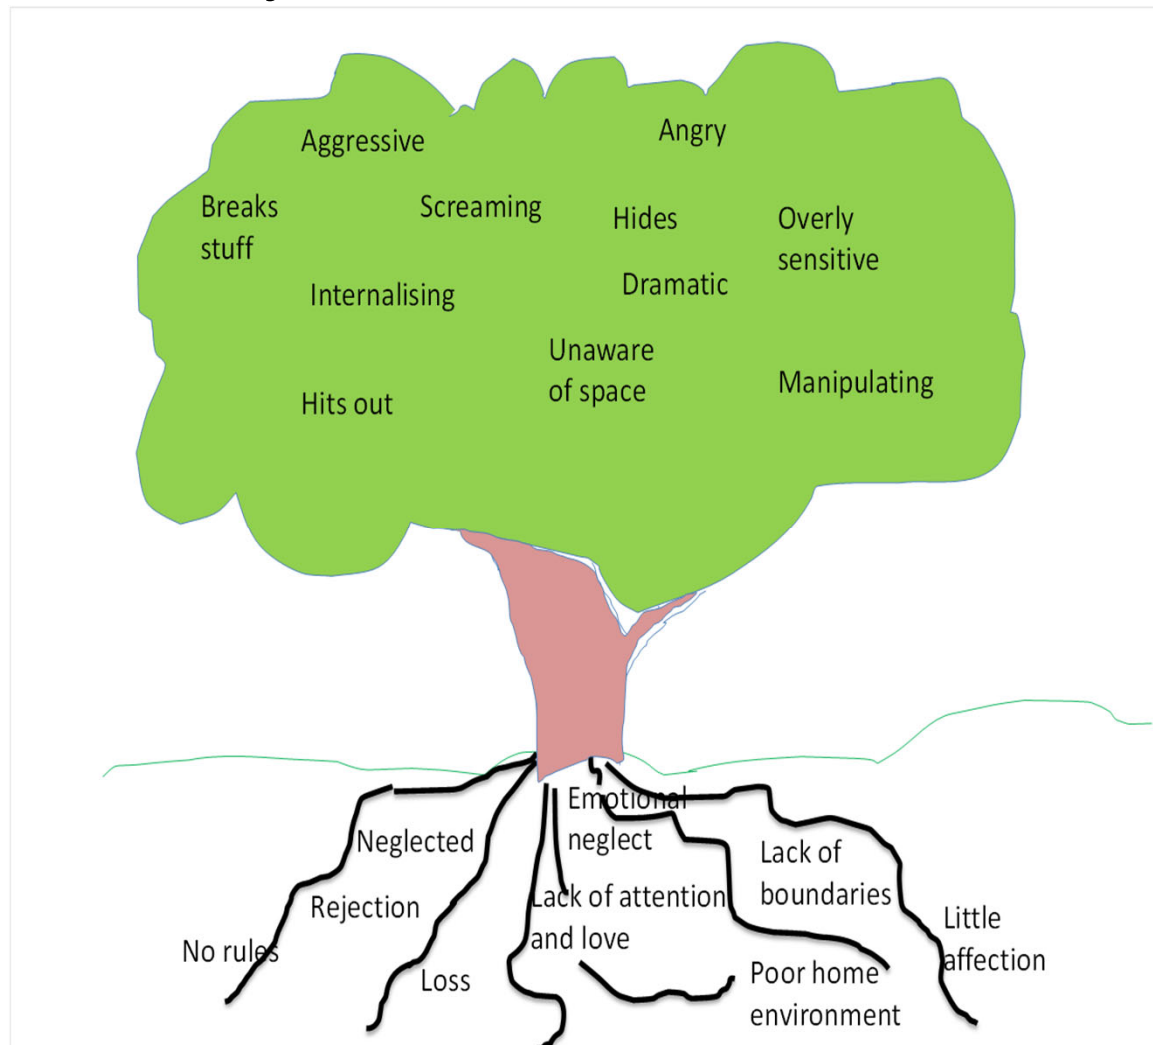 Aggressive
Angry
Breaks
stuff
Screaming
Hides
Overly
sensitive
Internalising
Dramatic
Unaware
of space
Manipulating
Hits out
Emotional
neglect
Neglected
Lack of
boundaries
Rejection
Lack of attention
and love
Little
affection
No rules
Loss
Poor home
environment